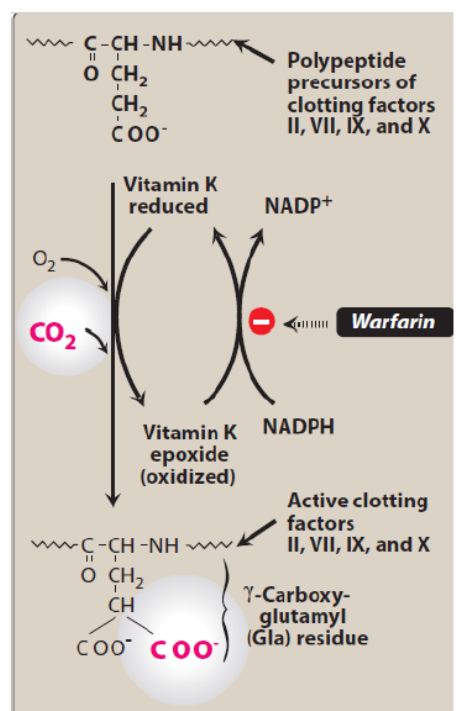 C-CH-NH
O CH₂
CH₂
COO⁻
Polypeptide
precursors of
clotting factors
II, VII, IX, and X
Vitamin K
reduced
NADP⁺
O₂
CO₂
−
Warfarin
Vitamin K
epoxide
(oxidized)
NADPH
Active clotting
factors
II, VII, IX, and X
C-CH-NH
O CH₂
CH
COO⁻ COO⁻
γ-Carboxy-
glutamyl
(Gla) residue